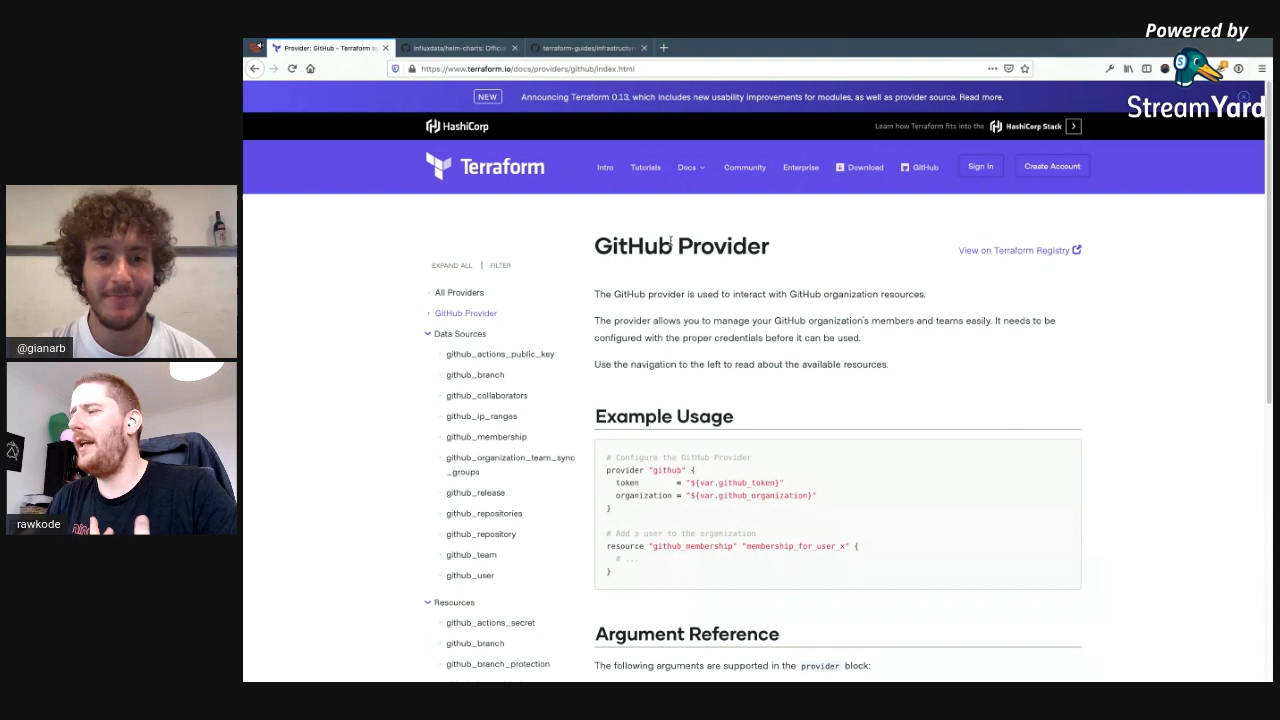 Powered by
StreamYard
Provider: GitHub - Terraform by
influxdata/helm-charts: Official
terraform-guides/infrastructure
https://www.terraform.io/docs/providers/github/index.html
NEW
Announcing Terraform 0.13, which includes new usability improvements for modules, as well as provider source. Read more.
HashiCorp
Learn how Terraform fits into the
HashiCorp Stack
Terraform
Intro
Tutorials
Docs
Community
Enterprise
Download
GitHub
Sign In
Create Account
@gianarb
rawkode
EXPAND ALL | FILTER
All Providers
GitHub Provider
Data Sources
github_actions_public_key
github_branch
github_collaborators
github_ip_ranges
github_membership
github_organization_team_sync
_groups
github_release
github_repositories
github_repository
github_team
github_user
Resources
github_actions_secret
github_branch
github_branch_protection
GitHub Provider
View on Terraform Registry
The GitHub provider is used to interact with GitHub organization resources.
The provider allows you to manage your GitHub organization's members and teams easily. It needs to be
configured with the proper credentials before it can be used.
Use the navigation to the left to read about the available resources.
Example Usage
# Configure the GitHub Provider
provider "github" {
token = "${var.github_token}"
organization = "${var.github_organization}"
}
# Add a user to the organization
resource "github_membership" "membership_for_user_x" {
# ...
}
Argument Reference
The following arguments are supported in the provider block: